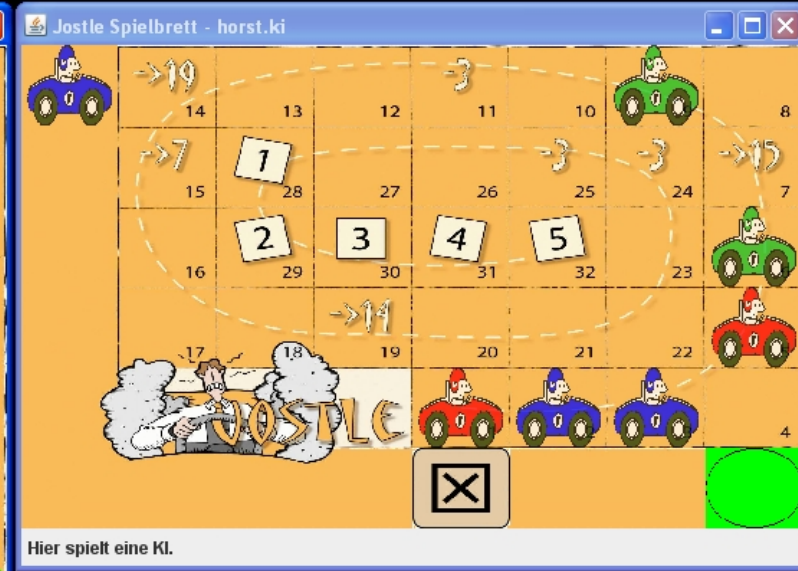 Jostle Spielbrett - horst.ki
->19 -3
14 13 12 11 10 8
->7 1 -3 -3 ->15
15 28 27 26 25 24 7
2 3 4 5
16 29 30 31 32 23
->14
17 18 19 20 21 22
JOSTLE
4
Hier spielt eine KI.